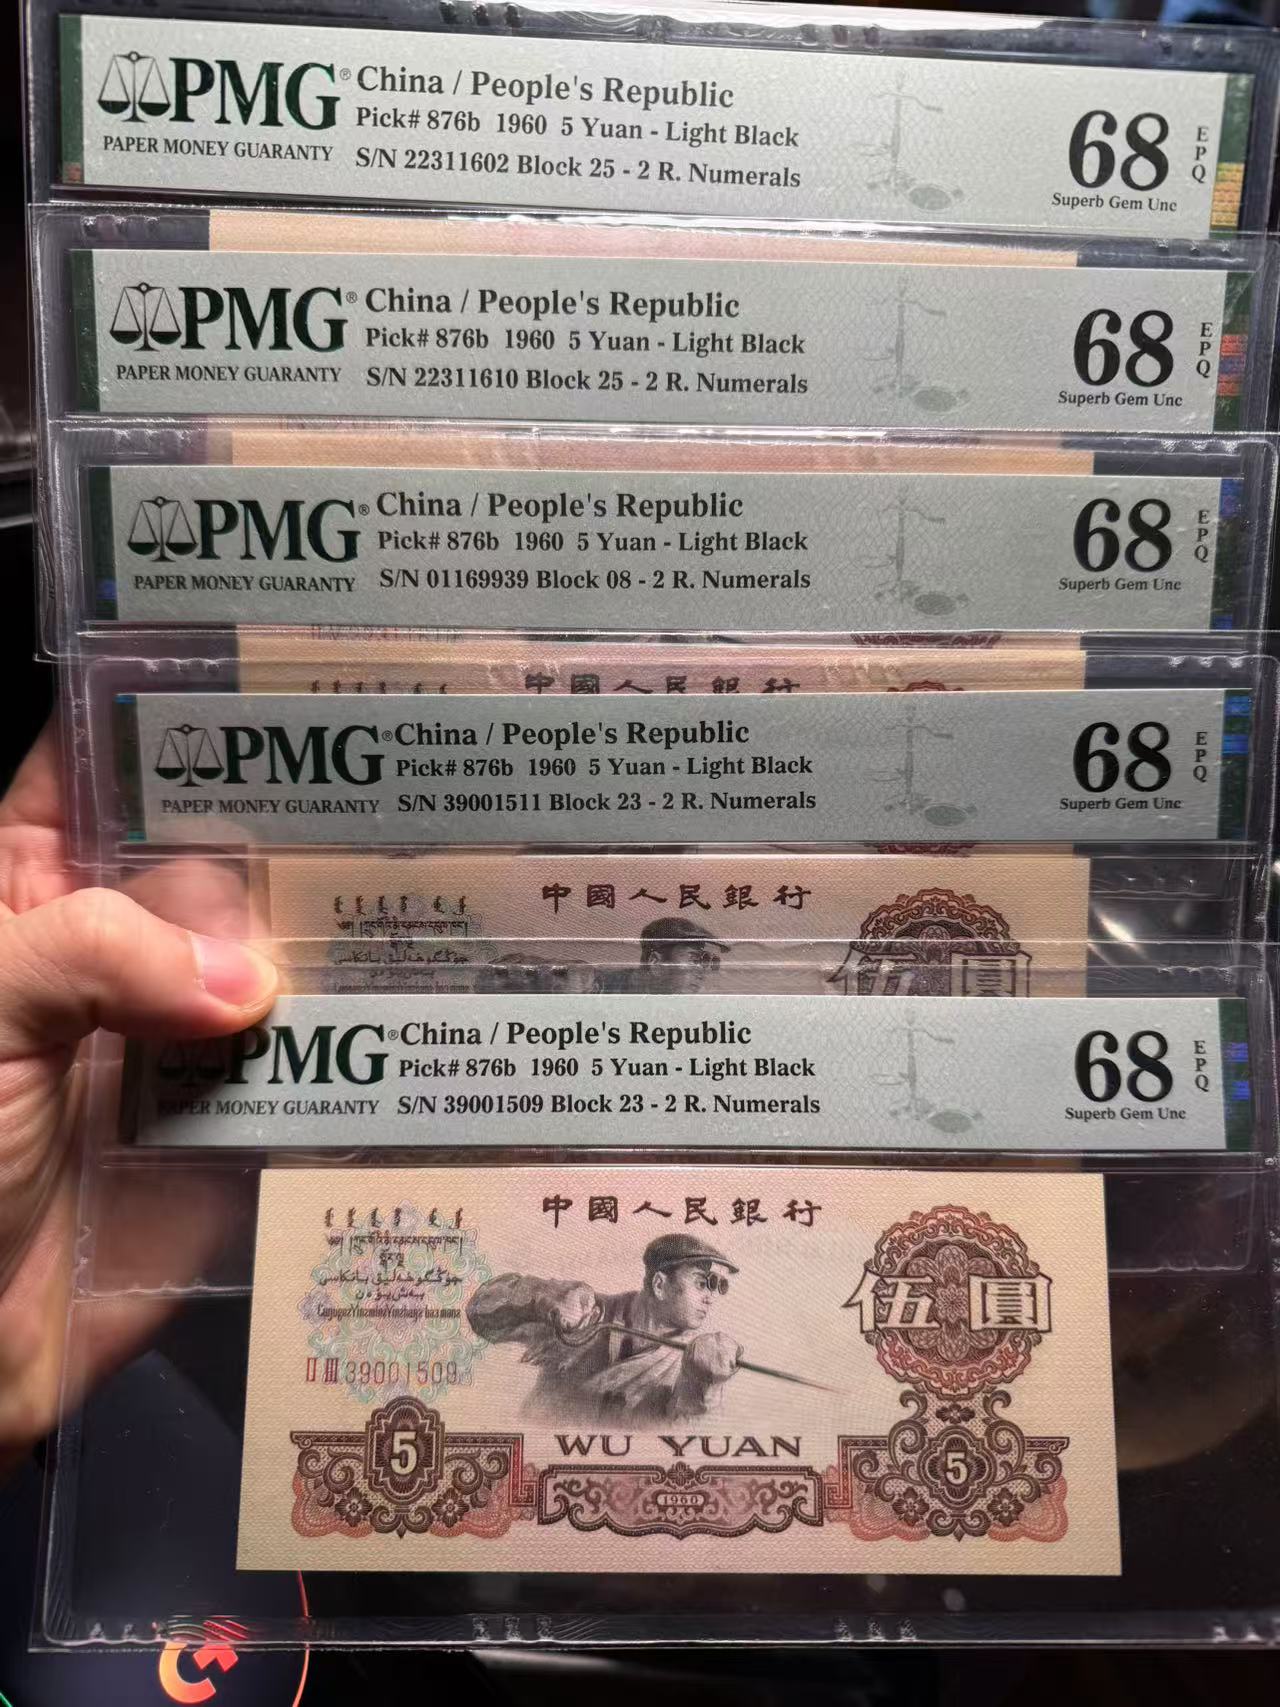 PMG® China / People's Republic
Pick# 876b 1960 5 Yuan - Light Black
PAPER MONEY GUARANTY S/N 22311602 Block 25 - 2 R. Numerals
68 EPQ
Superb Gem Unc
PMG® China / People's Republic
Pick# 876b 1960 5 Yuan - Light Black
PAPER MONEY GUARANTY S/N 22311610 Block 25 - 2 R. Numerals
68 EPQ
Superb Gem Unc
PMG® China / People's Republic
Pick# 876b 1960 5 Yuan - Light Black
PAPER MONEY GUARANTY S/N 01169939 Block 08 - 2 R. Numerals
68 EPQ
Superb Gem Unc
中國人民銀行
PMG® China / People's Republic
Pick# 876b 1960 5 Yuan - Light Black
PAPER MONEY GUARANTY S/N 39001511 Block 23 - 2 R. Numerals
68 EPQ
Superb Gem Unc
中國人民銀行
伍圓
PMG® China / People's Republic
Pick# 876b 1960 5 Yuan - Light Black
PAPER MONEY GUARANTY S/N 39001509 Block 23 - 2 R. Numerals
68 EPQ
Superb Gem Unc
中國人民銀行
伍圓
II III 39001509
5 WU YUAN 5
1960